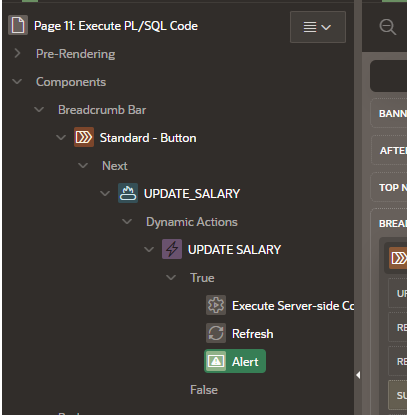 Page 11: Execute PL/SQL Code
Pre-Rendering
Components
Breadcrumb Bar
Standard - Button
Next
UPDATE_SALARY
Dynamic Actions
UPDATE SALARY
True
Execute Server-side Co
Refresh
Alert
False
BANN
AFTE
TOP N
BREA
UP
RE
RE
SU